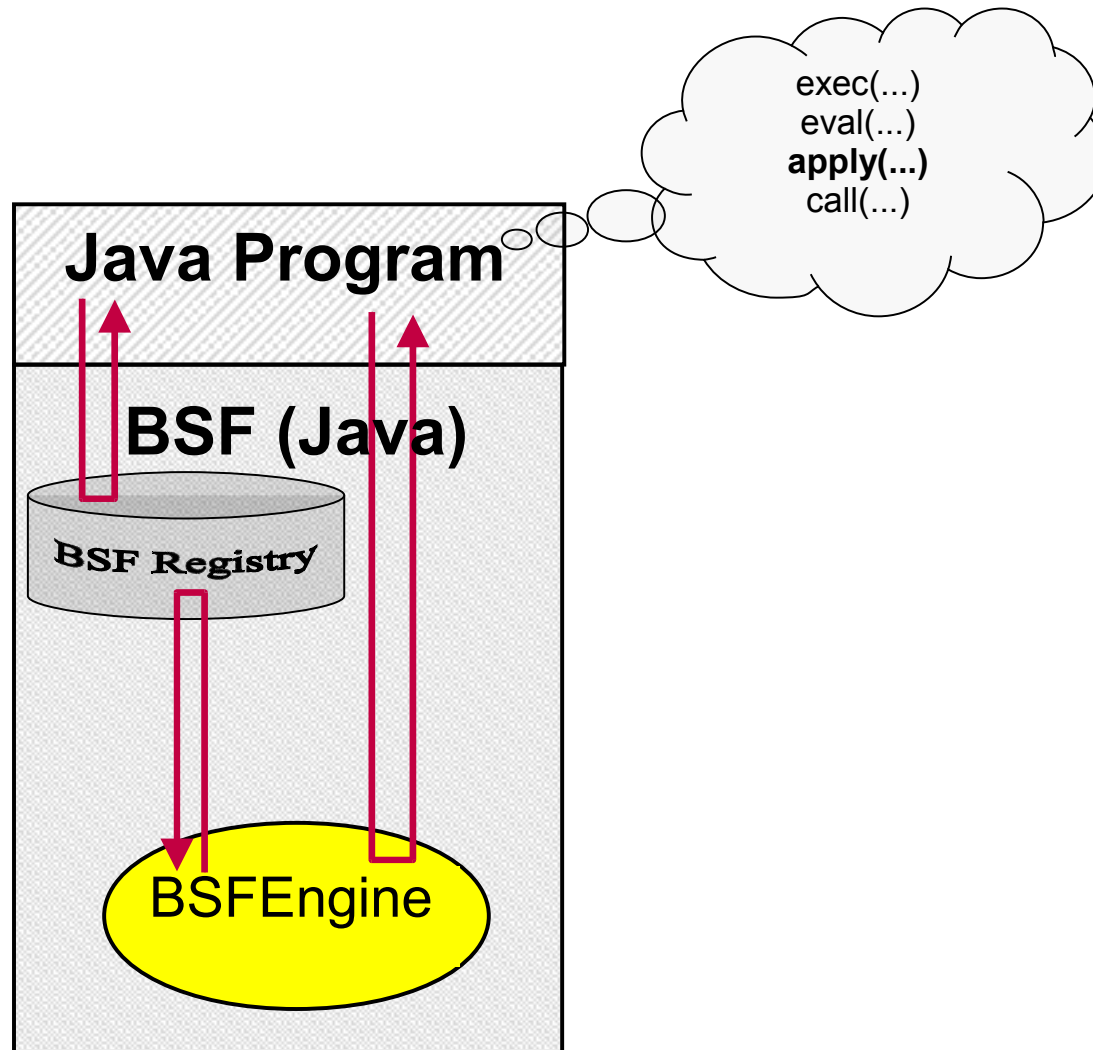 exec(...)
eval(...)
apply(...)
call(...)
Java Program
BSF (Java)
BSF Registry
BSFEngine